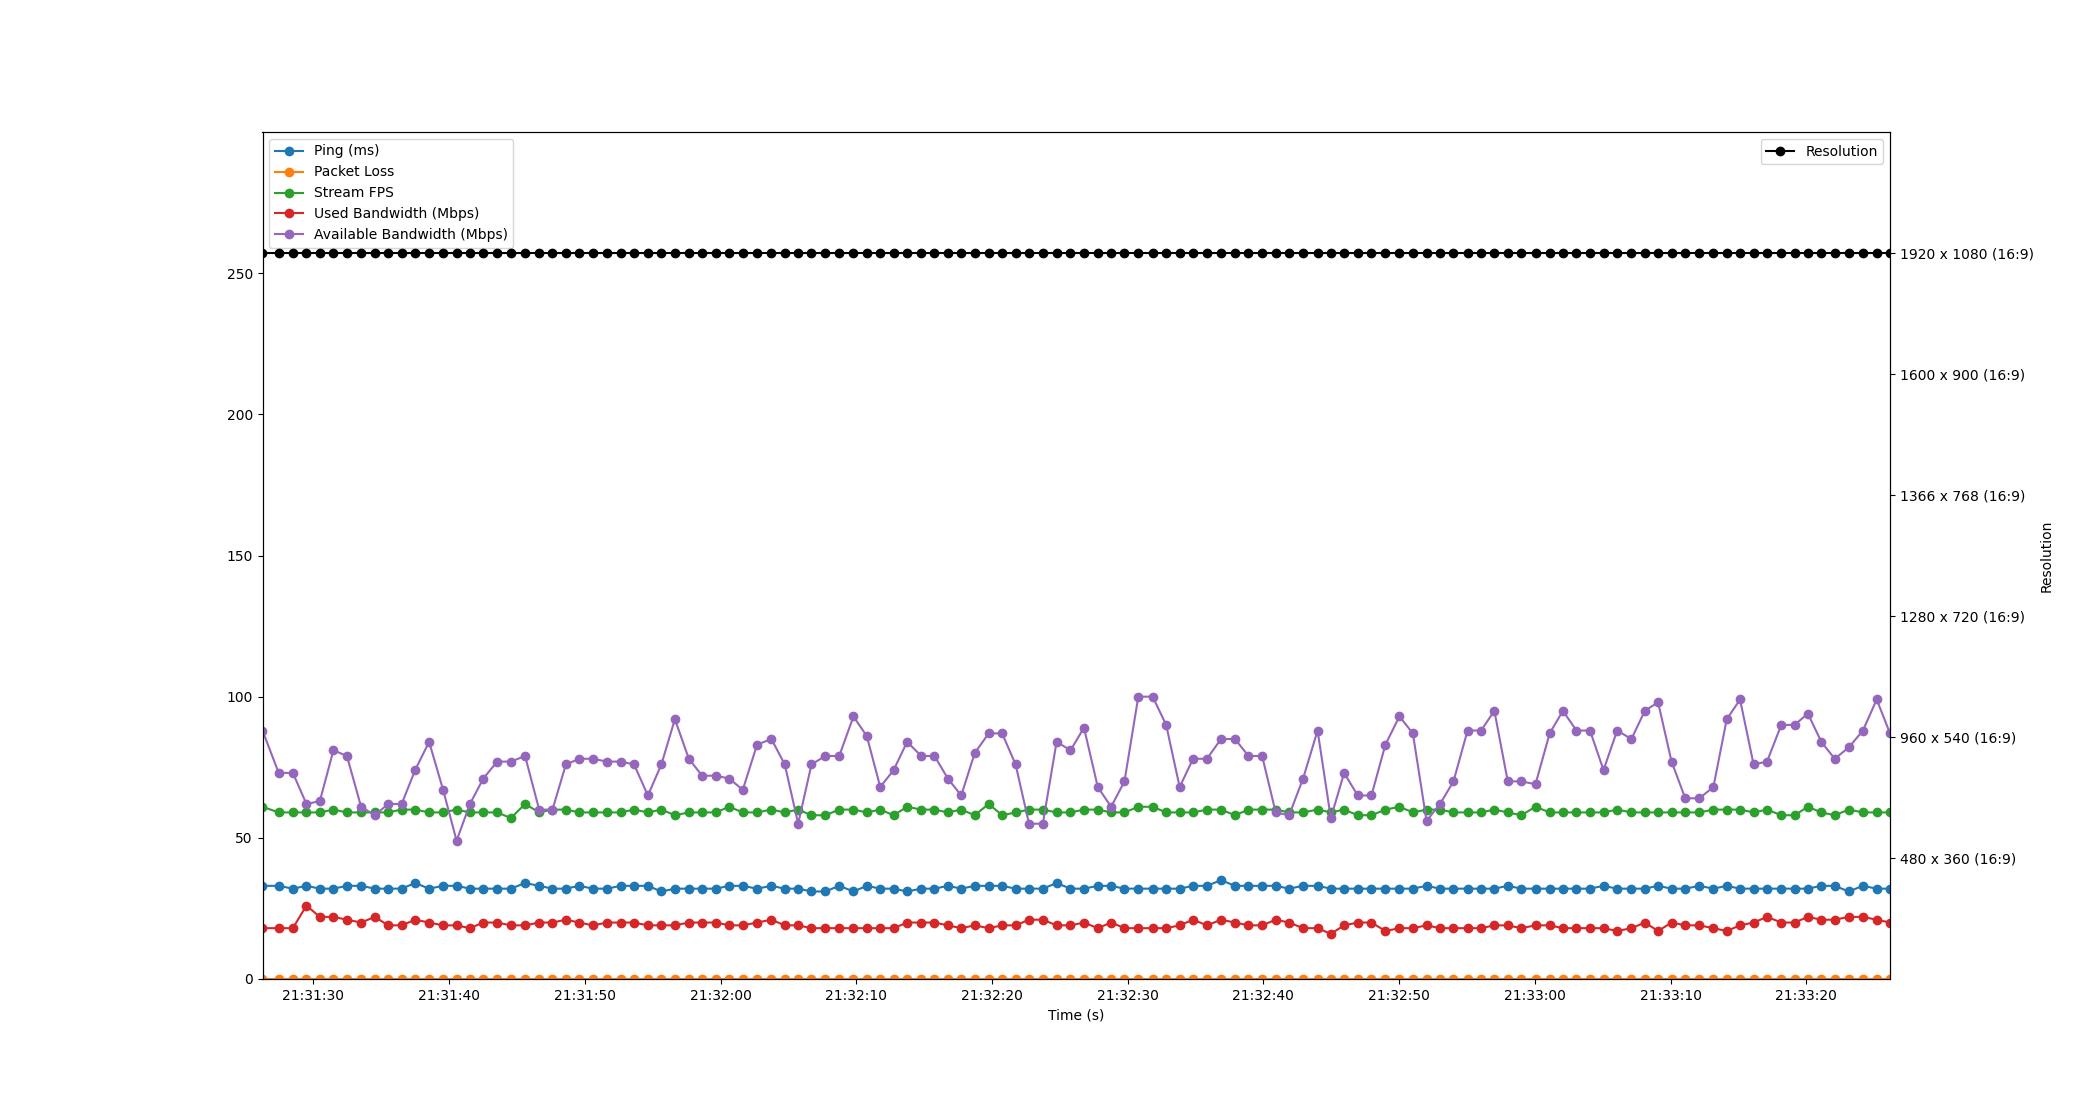 Ping (ms)
Packet Loss
Stream FPS
Used Bandwidth (Mbps)
Available Bandwidth (Mbps)
Resolution
250
200
150
100
50
0
1920 x 1080 (16:9)
1600 x 900 (16:9)
1366 x 768 (16:9)
1280 x 720 (16:9)
960 x 540 (16:9)
480 x 360 (16:9)
Resolution
21:31:30 21:31:40 21:31:50 21:32:00 21:32:10 21:32:20 21:32:30 21:32:40 21:32:50 21:33:00 21:33:10 21:33:20
Time (s)